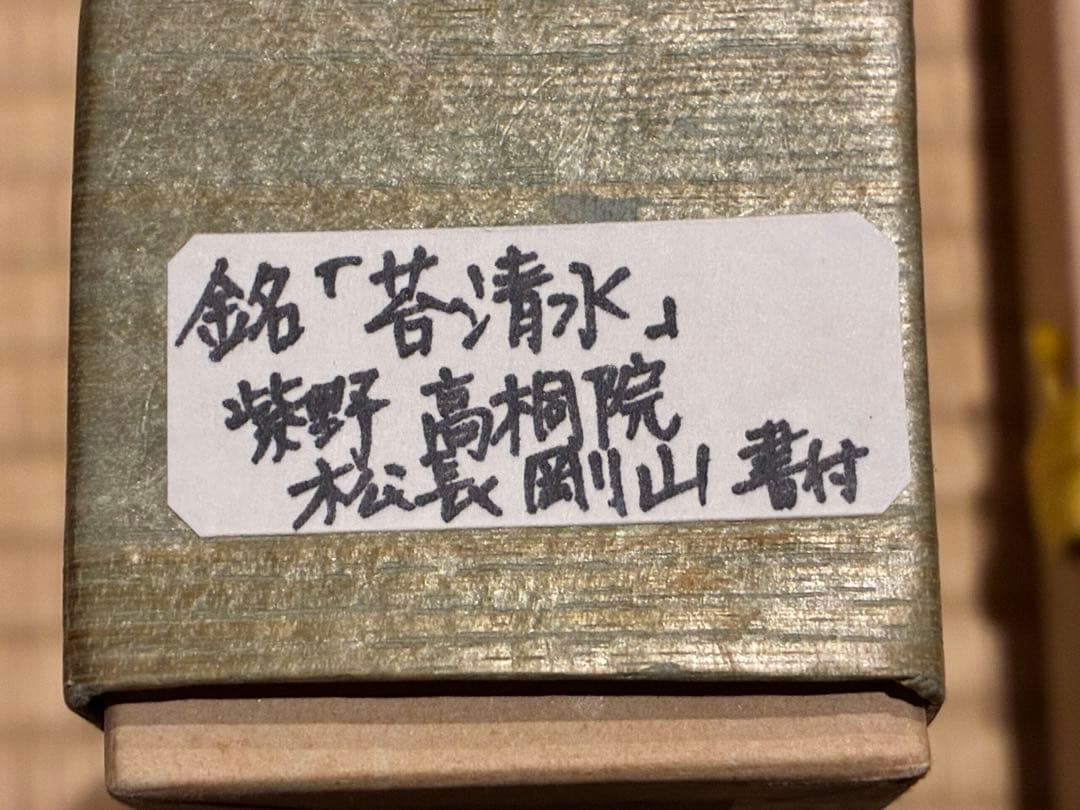 銘「苔清水」
紫野 高桐院
松長剛山 書付